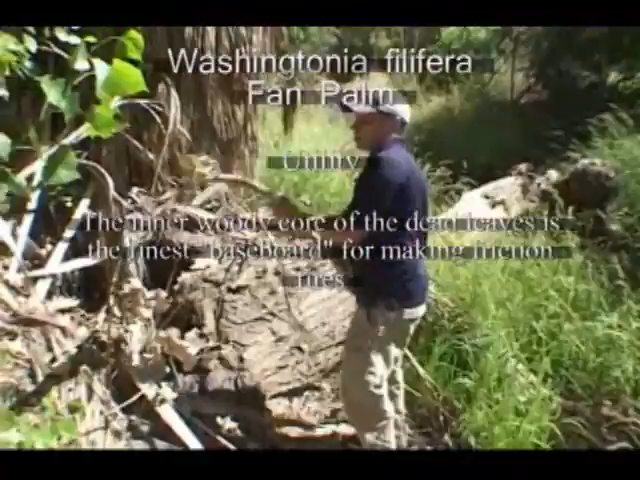 Washingtonia filifera
Fan Palm
Utility
The inner woody core of the dead leaves is
the finest "baseboard" for making friction
fires